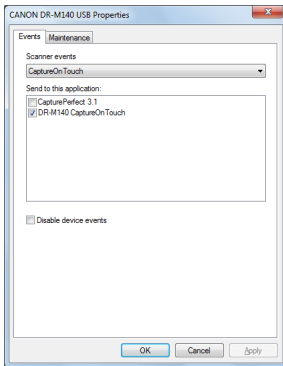 CANON DR-M140 USB Properties
Events
Maintenance
Scanner events
CaptureOnTouch
Send to this application:
CapturePerfect 3.1
DR-M140 CaptureOnTouch
Disable device events
OK
Cancel
Apply